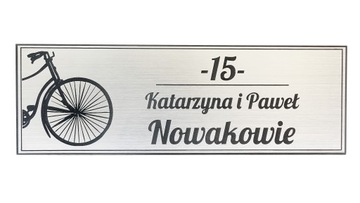 -15-
Katarzyna i Paweł
Nowakowie